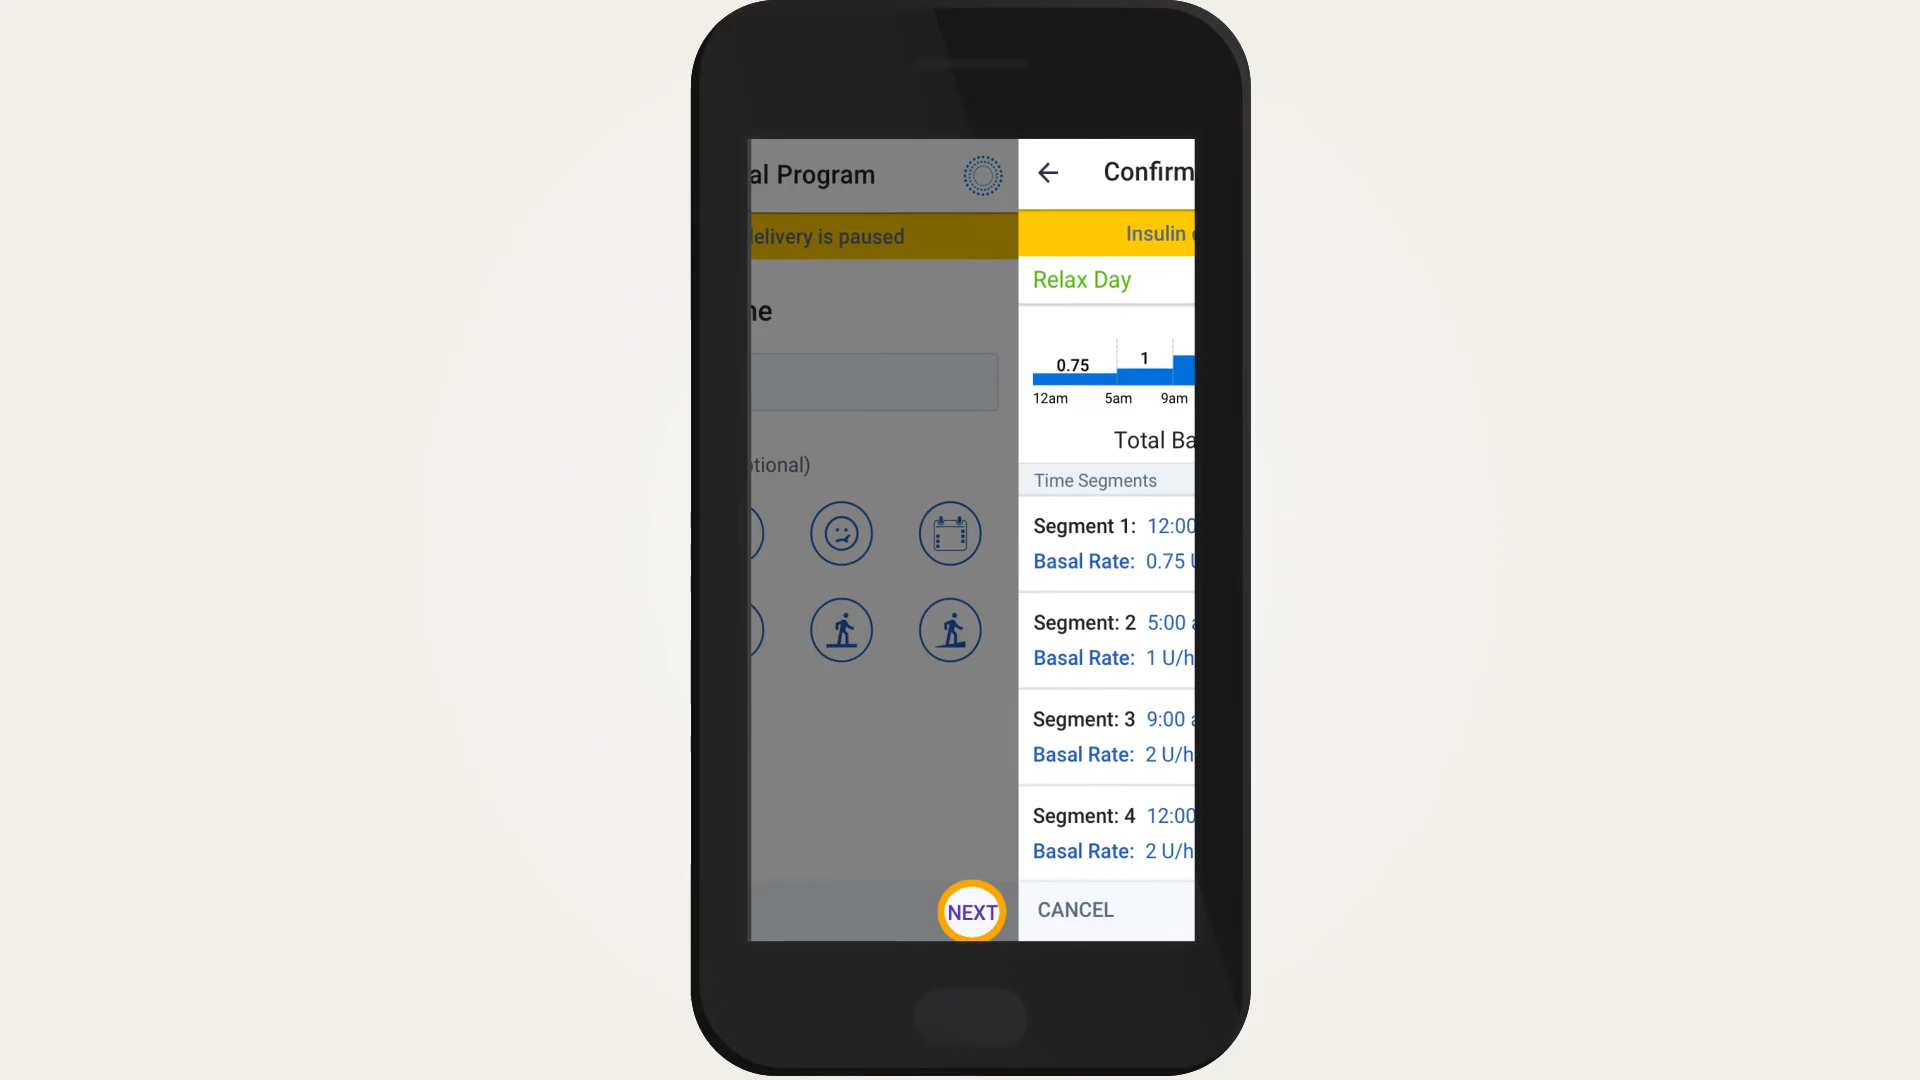 al Program
delivery is paused
ne
tional)
NEXT
Confirm
Insulin
Relax Day
0.75
1
12am 5am 9am
Total Ba
Time Segments
Segment 1: 12:00
Basal Rate: 0.75 U
Segment: 2 5:00 a
Basal Rate: 1 U/h
Segment: 3 9:00 a
Basal Rate: 2 U/h
Segment: 4 12:00
Basal Rate: 2 U/h
CANCEL